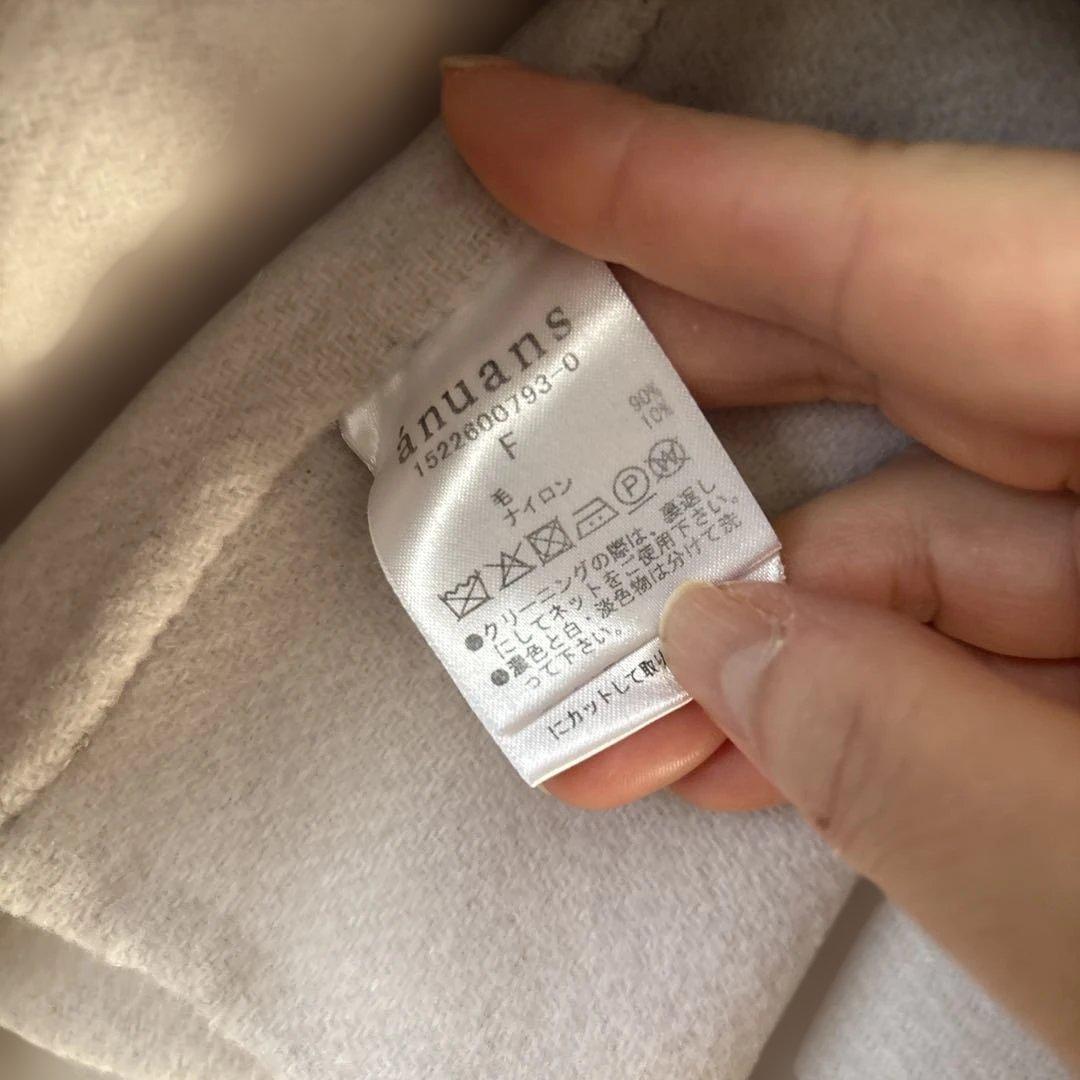 ánuans
1522600793-0
F
毛 90%
ナイロン 10%
P W
●クリーニングの際は、裏返し
にしてネットをご使用下さい。
●濃色と白・淡色物は分けて洗
って下さい。
にカットして取り